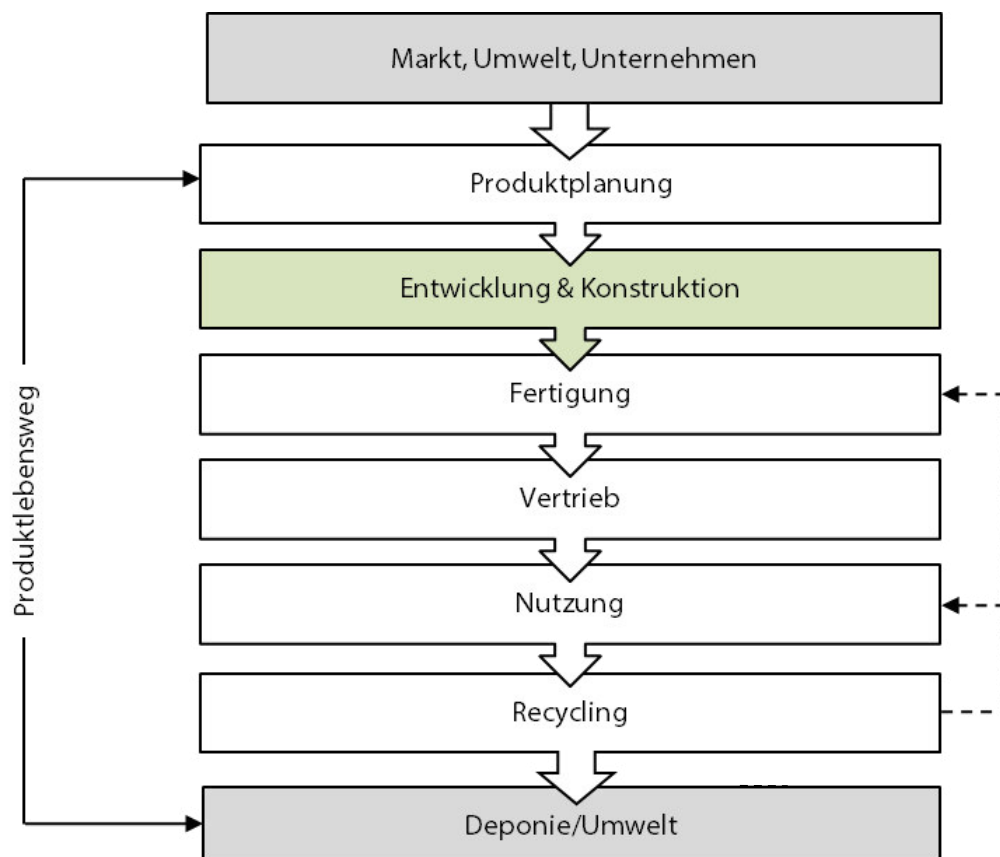 Markt, Umwelt, Unternehmen
Produktplanung
Entwicklung & Konstruktion
Fertigung
Vertrieb
Nutzung
Recycling
Deponie/Umwelt
Produktlebensweg